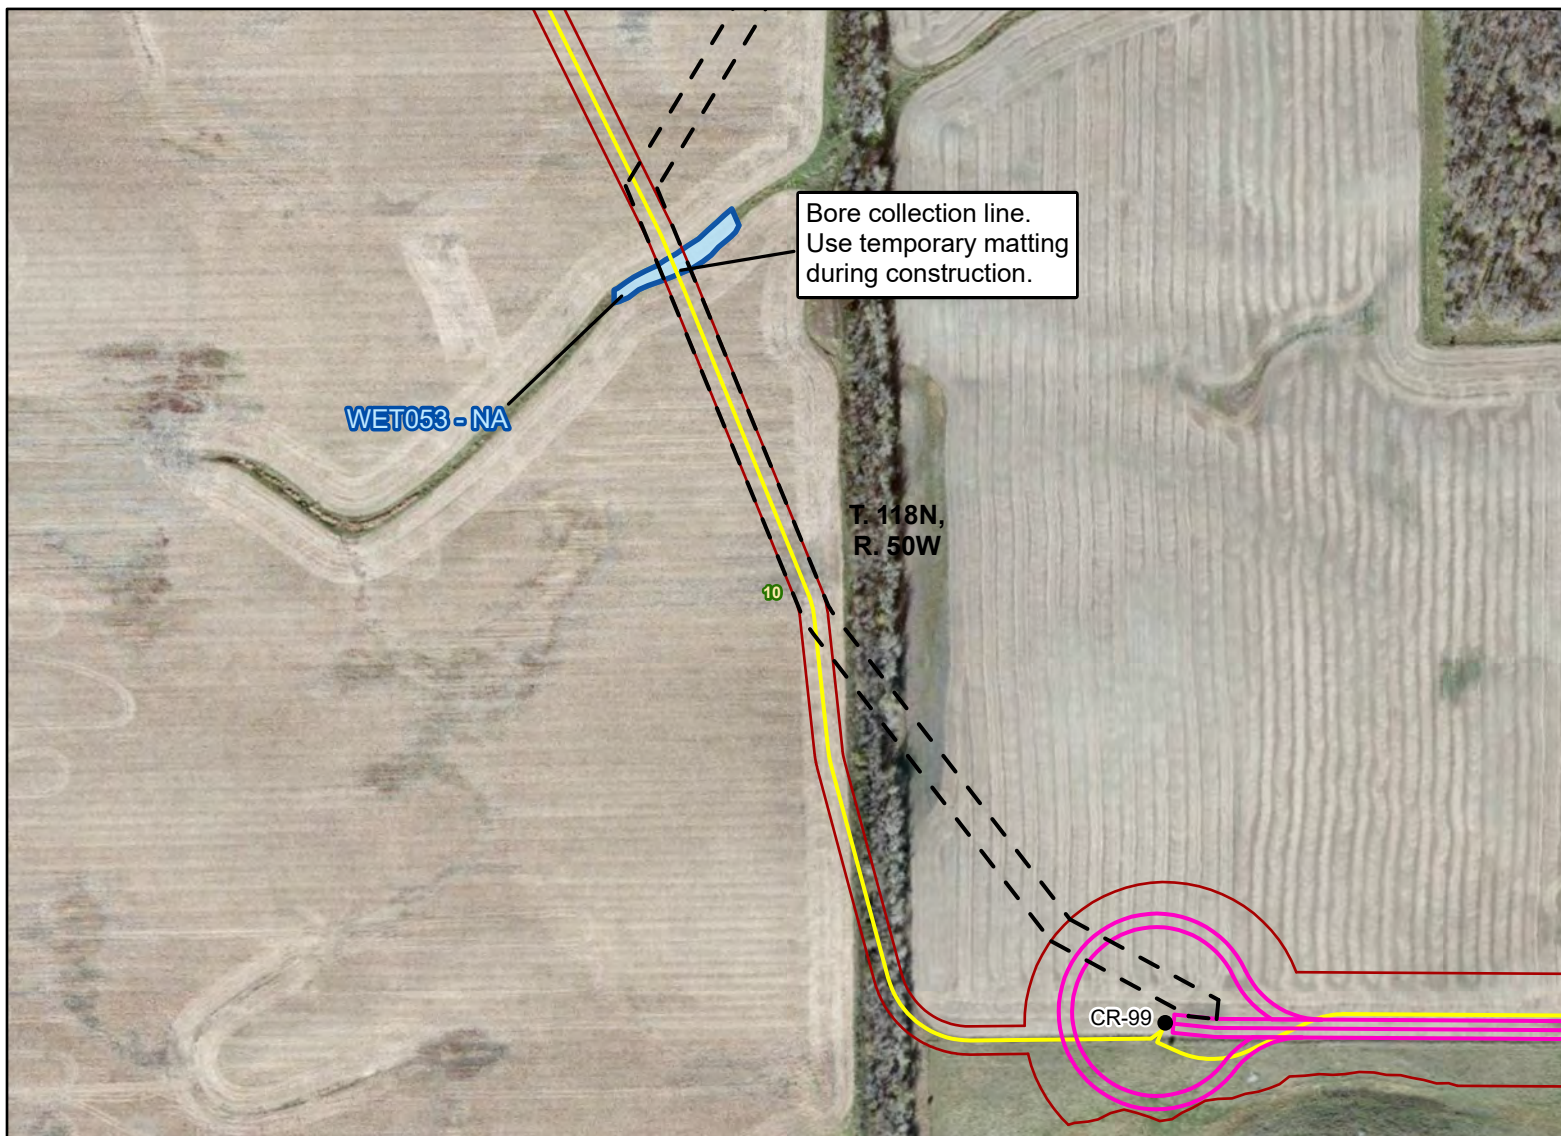 Bore collection line.
Use temporary matting
during construction.
WET053 - NA
T. 118N,
R. 50W
10
CR-99